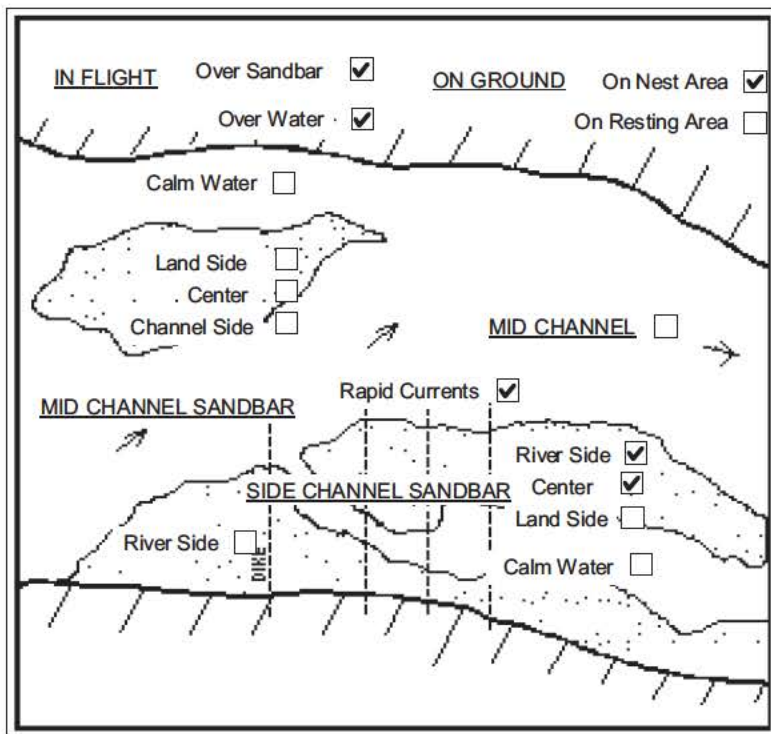 IN FLIGHT Over Sandbar ON GROUND On Nest Area
Over Water On Resting Area
Calm Water
Land Side
Center
Channel Side
MID CHANNEL
Rapid Currents
MID CHANNEL SANDBAR
River Side
SIDE CHANNEL SANDBAR Center
Land Side
River Side
DIKE
Calm Water